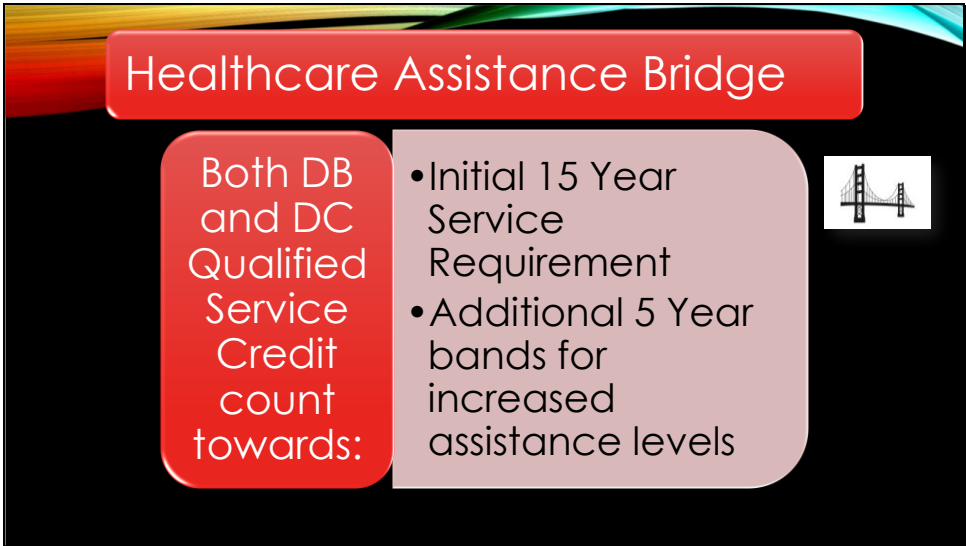 Healthcare Assistance Bridge
Both DB
and DC
Qualified
Service
Credit
count
towards:
•Initial 15 Year
Service
Requirement
•Additional 5 Year
bands for
increased
assistance levels